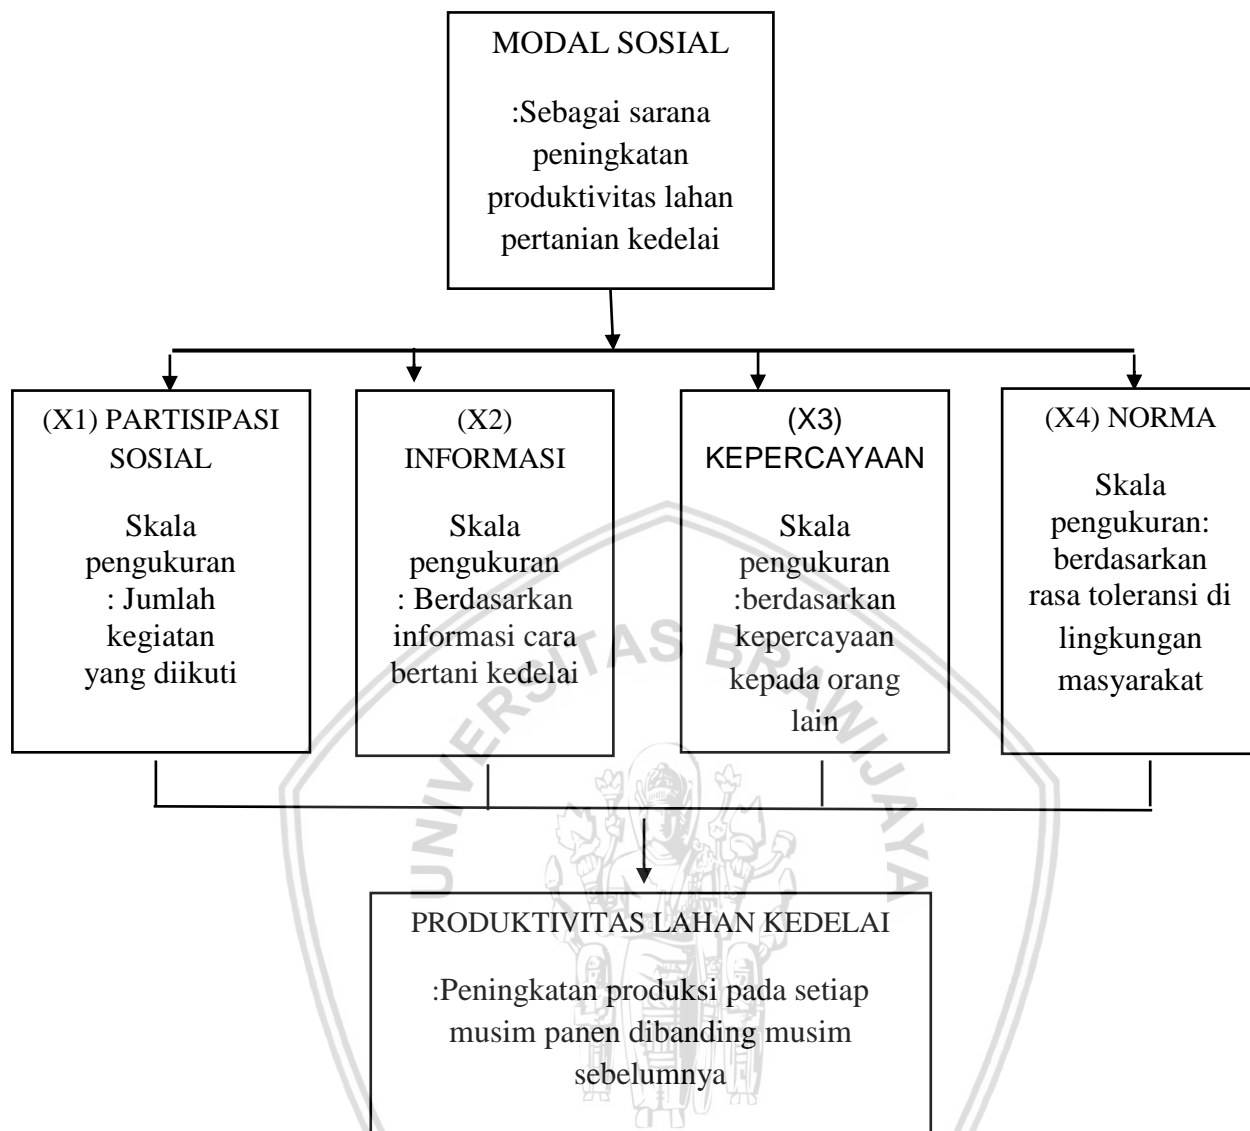 MODAL SOSIAL
:Sebagai sarana
peningkatan
produktivitas lahan
pertanian kedelai
(X1) PARTISIPASI
SOSIAL
Skala
pengukuran
: Jumlah
kegiatan
yang diikuti
(X2)
INFORMASI
Skala
pengukuran
: Berdasarkan
informasi cara
bertani kedelai
(X3)
KEPERCAYAAN
Skala
pengukuran
:berdasarkan
kepercayaan
kepada orang
lain
(X4) NORMA
Skala
pengukuran:
berdasarkan
rasa toleransi di
lingkungan
masyarakat
UNIVERSITAS BRAWIJAYA
PRODUKTIVITAS LAHAN KEDELAI
:Peningkatan produksi pada setiap
musim panen dibanding musim
sebelumnya